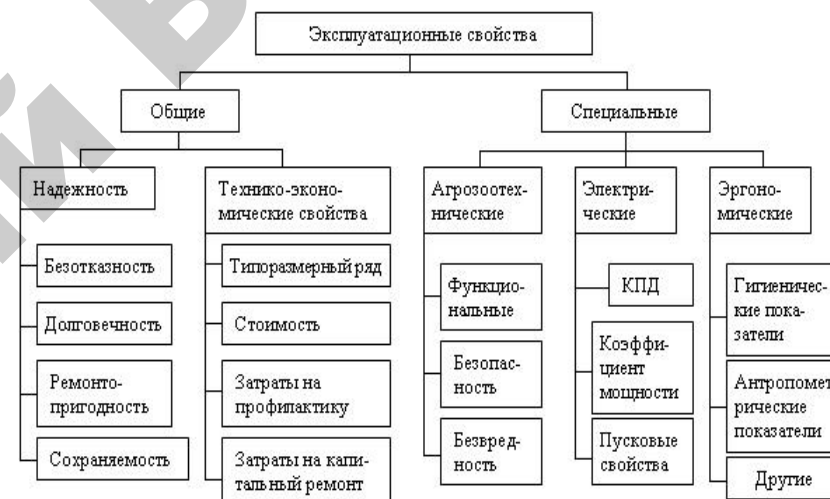 Эксплуатационные свойства
Общие
Специальные
Надежность
Технико-эконо-
мические свойства
Агрозоотех-
нические
Электри-
ческие
Эргоно-
мические
Безотказность
Долговечность
Ремонто-
пригодность
Сохраняемость
Типоразмерный ряд
Стоимость
Затраты на
профилактику
Затраты на капи-
тальный ремонт
Функцио-
нальные
Безопас-
ность
Безвред-
ность
КПД
Коэффи-
циент
мощности
Пусковые
свойства
Гигиеничес-
кие пока-
затели
Антропомет
рические
показатели
Другие